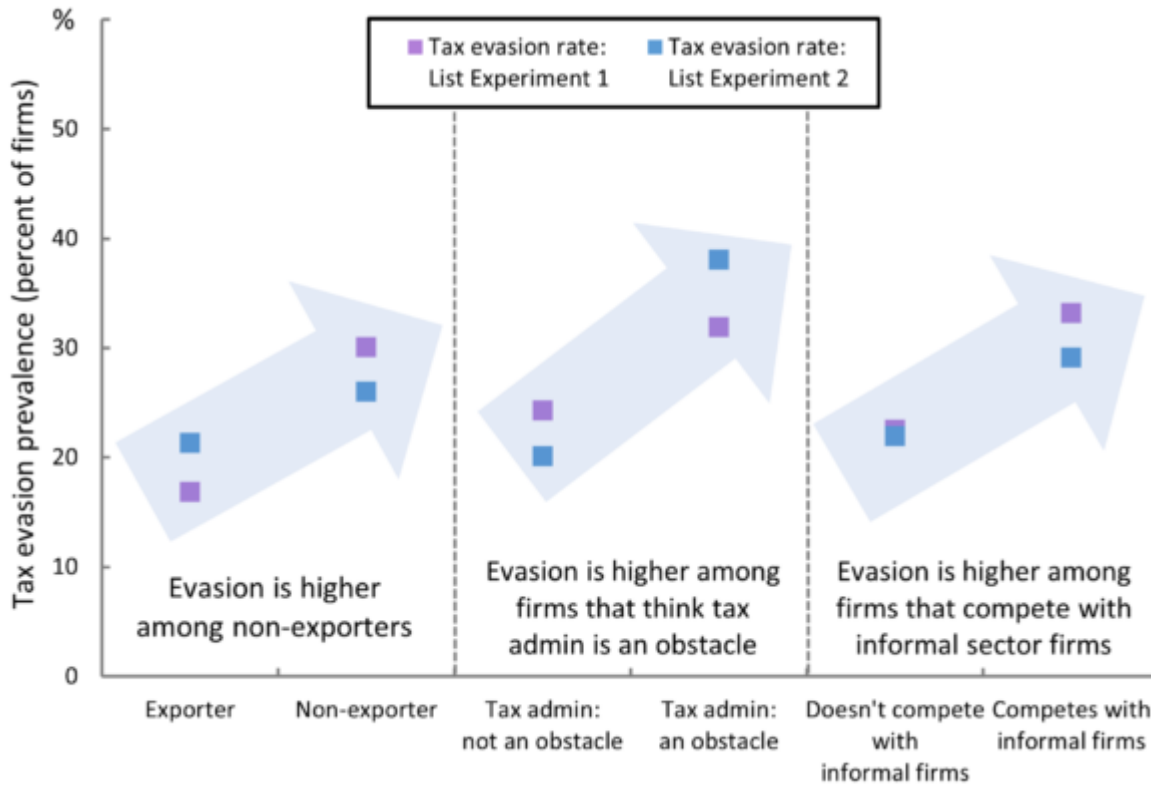 %
Tax evasion rate:
List Experiment 1
Tax evasion rate:
List Experiment 2
Tax evasion prevalence (percent of firms)
50
40
30
20
10
0
Evasion is higher
among non-exporters
Evasion is higher among
firms that think tax
admin is an obstacle
Evasion is higher among
firms that compete with
informal sector firms
Exporter
Non-exporter
Tax admin:
not an obstacle
Tax admin:
an obstacle
Doesn't compete
with
informal firms
Competes with
informal firms